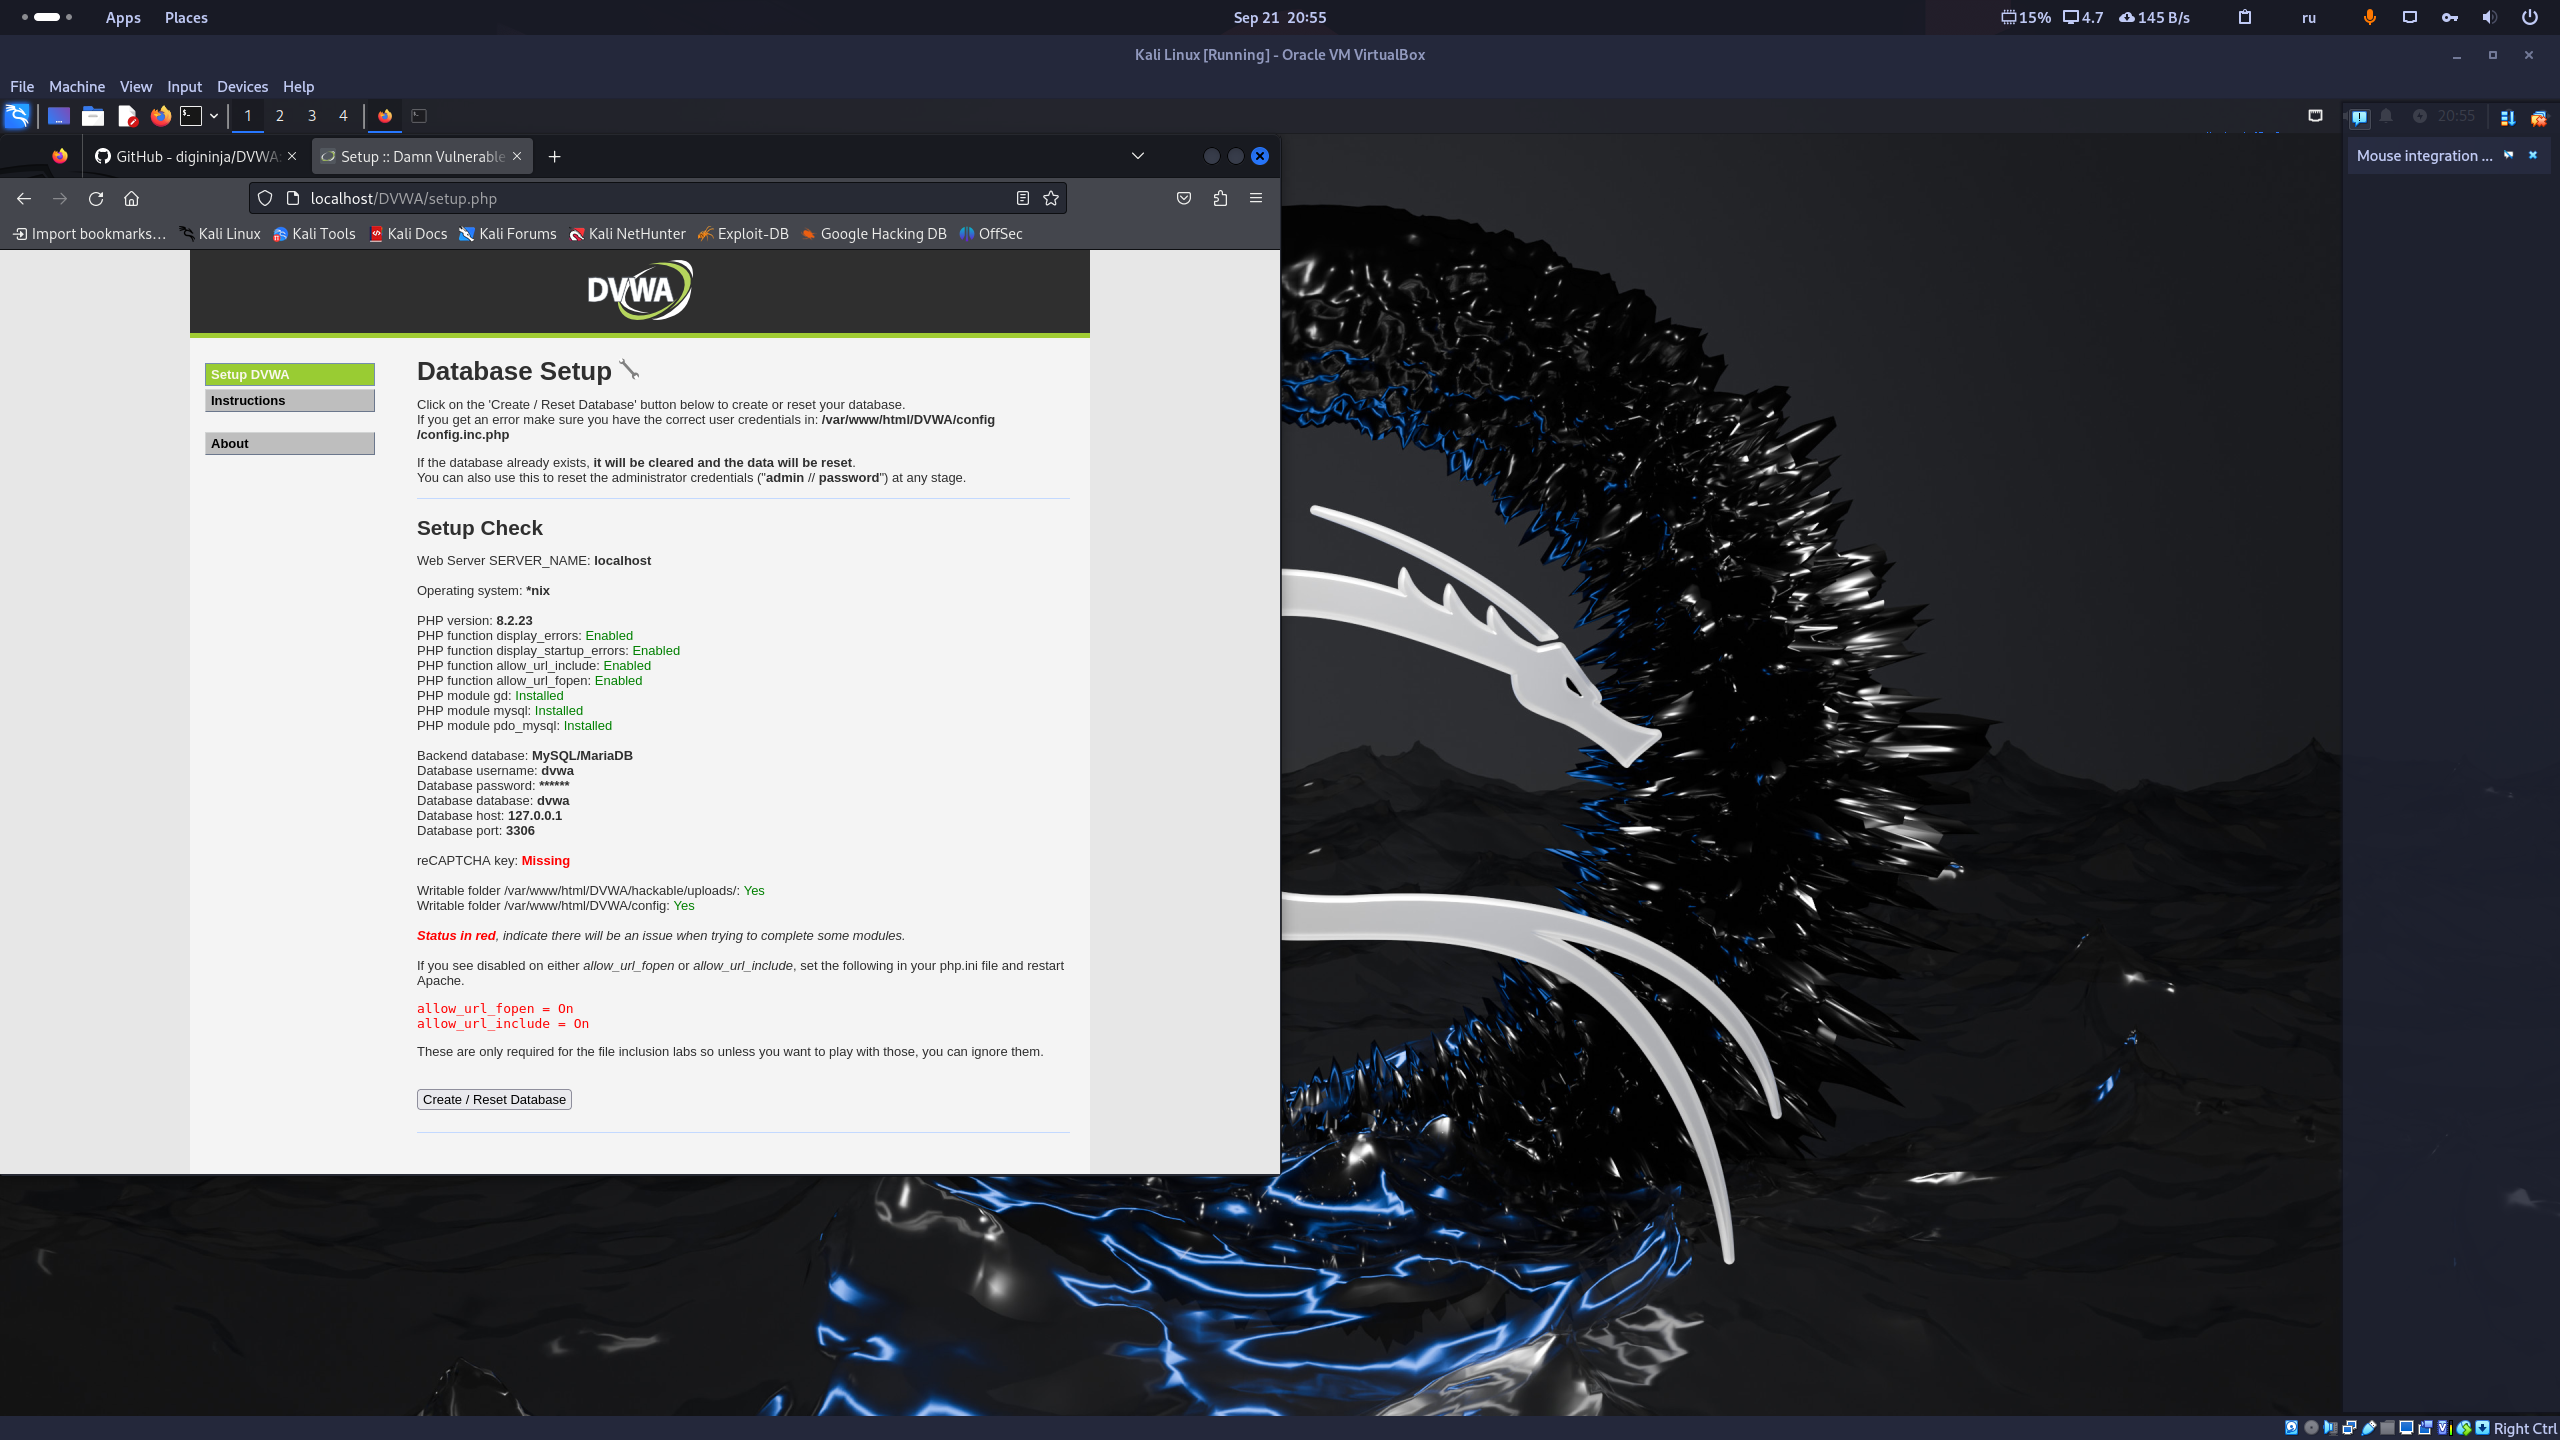 Apps Places
Sep 21 20:55
15% 4.7 145 B/s
ru
Kali Linux [Running] - Oracle VM VirtualBox
File Machine View Input Devices Help
1 2 3 4
20:55
GitHub - digininja/DVWA:
Setup :: Damn Vulnerable
Mouse integration ...
localhost/DVWA/setup.php
Import bookmarks...
Kali Linux
Kali Tools
Kali Docs
Kali Forums
Kali NetHunter
Exploit-DB
Google Hacking DB
OffSec
DVWA
Setup DVWA
Instructions
About
Database Setup
Click on the 'Create / Reset Database' button below to create or reset your database.
If you get an error make sure you have the correct user credentials in: /var/www/html/DVWA/config
/config.inc.php
If the database already exists, it will be cleared and the data will be reset.
You can also use this to reset the administrator credentials ("admin // password") at any stage.
Setup Check
Web Server SERVER_NAME: localhost
Operating system: *nix
PHP version: 8.2.23
PHP function display_errors: Enabled
PHP function display_startup_errors: Enabled
PHP function allow_url_include: Enabled
PHP function allow_url_fopen: Enabled
PHP module gd: Installed
PHP module mysql: Installed
PHP module pdo_mysql: Installed
Backend database: MySQL/MariaDB
Database username: dvwa
Database password: ******
Database database: dvwa
Database host: 127.0.0.1
Database port: 3306
reCAPTCHA key: Missing
Writable folder /var/www/html/DVWA/hackable/uploads/: Yes
Writable folder /var/www/html/DVWA/config: Yes
Status in red, indicate there will be an issue when trying to complete some modules.
If you see disabled on either allow_url_fopen or allow_url_include, set the following in your php.ini file and restart
Apache.
allow_url_fopen = On
allow_url_include = On
These are only required for the file inclusion labs so unless you want to play with those, you can ignore them.
Create / Reset Database
Right Ctrl